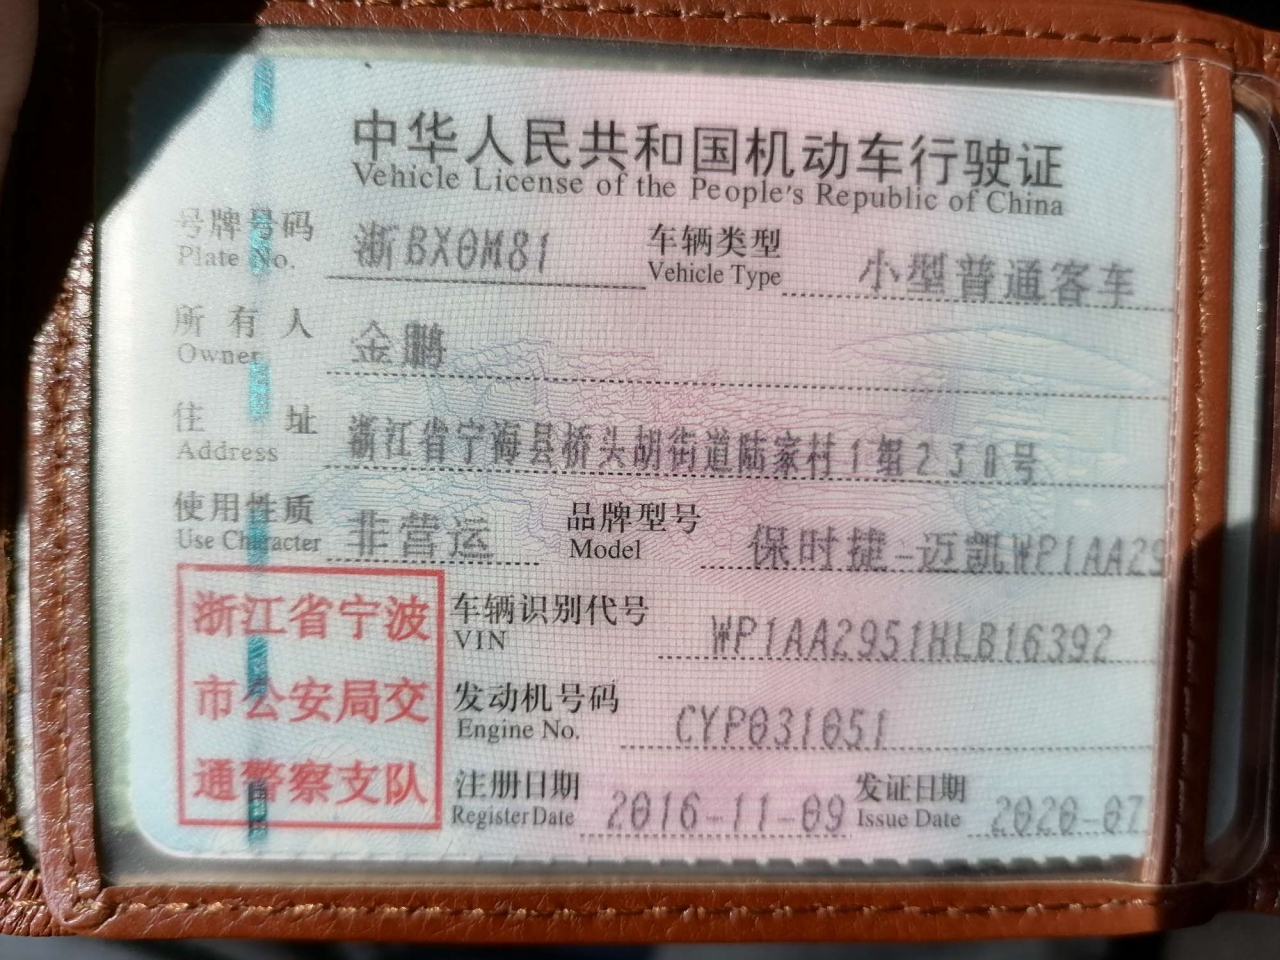 中华人民共和国机动车行驶证
Vehicle License of the People's Republic of China
号牌号码 浙BX0M81 车辆类型 小型普通客车
Plate No. Vehicle Type
所有人 金鹏
Owner
住址 浙江省宁海县桥头胡街道陆家村1组230号
Address
使用性质 非营运 品牌型号 保时捷-迈凯WP1AA29
Use Character Model
浙江省宁波
市公安局交
通警察支队
车辆识别代号 WP1AA2951HLB16392
VIN
发动机号码 CYP031051
Engine No.
注册日期 2016-11-09 发证日期 2020-07
Register Date Issue Date